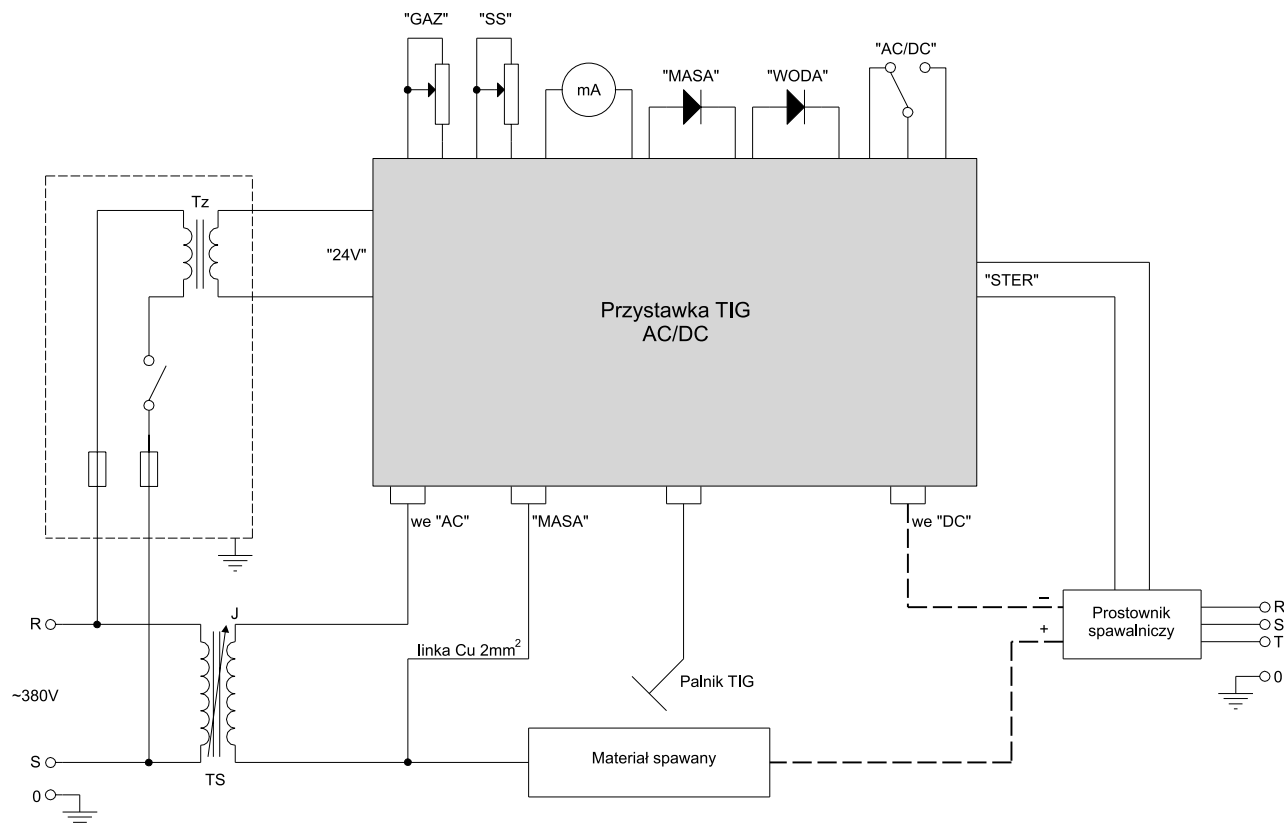 "GAZ"
"SS"
"AC/DC"
mA
"MASA"
"WODA"
Tz
"24V"
"STER"
Przystawka TIG
AC/DC
we "AC"
"MASA"
we "DC"
R
J
linka Cu 2mm²
–
+
Prostownik
spawalniczy
R
S
T
0
~380V
Palnik TIG
Materiał spawany
S
TS
0